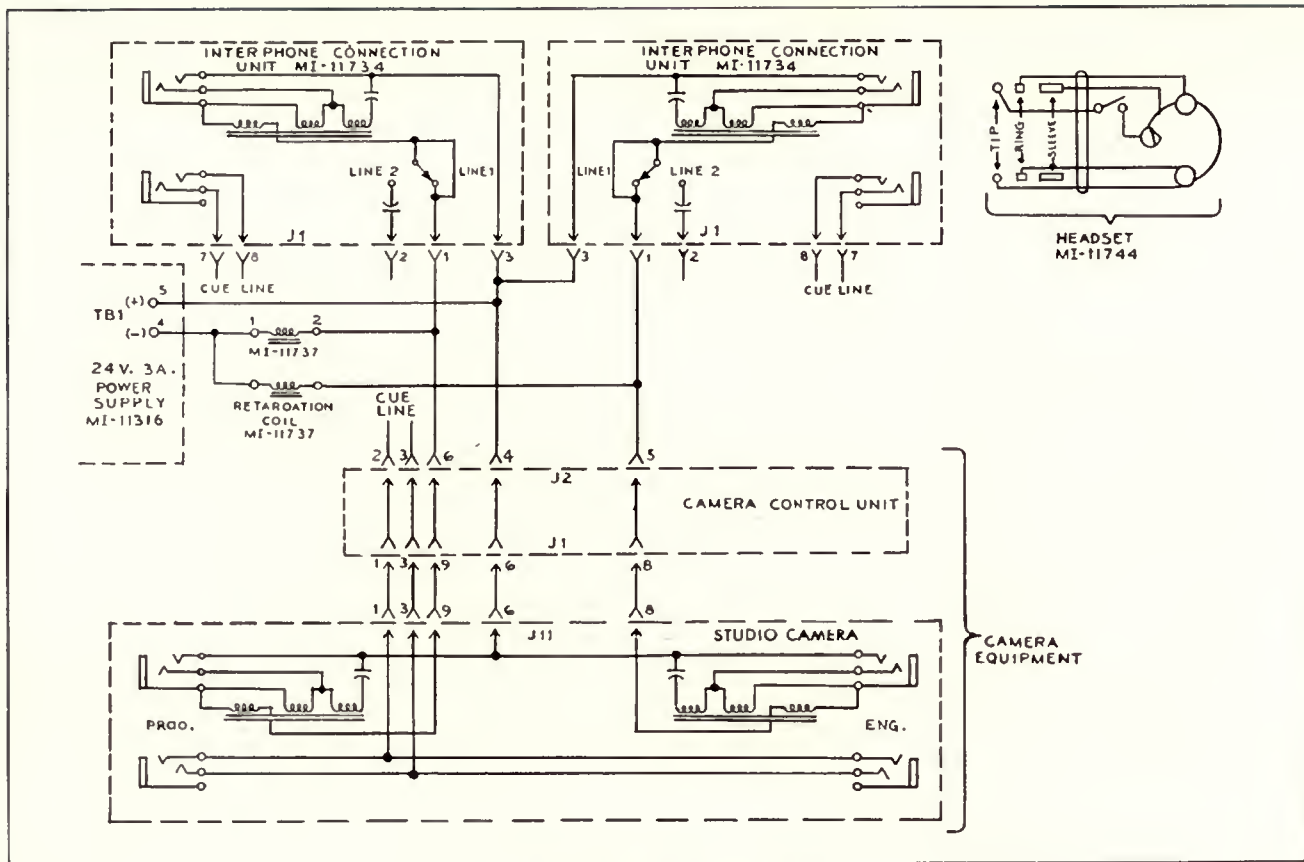 INTERPHONE CONNECTION
UNIT MI-11734
LINE 2
LINE 1
J1
7 8 2 1 3
CUE LINE
INTERPHONE CONNECTION
UNIT MI-11734
LINE 1
LINE 2
J1
3 1 2 8 7
CUE LINE
TIP
RING
SLEEVE
HEADSET
MI-11744
TB1
(+) 5
(-) 4
24V. 3A.
POWER
SUPPLY
MI-11316
1 2
MI-11737
RETARDATION
COIL
MI-11737
CUE
LINE
2 3 6 4 5
J2
CAMERA CONTROL UNIT
J1
1 3 9 6 8
1 3 9 6 8
J11
STUDIO CAMERA
PROD.
ENG.
CAMERA
EQUIPMENT